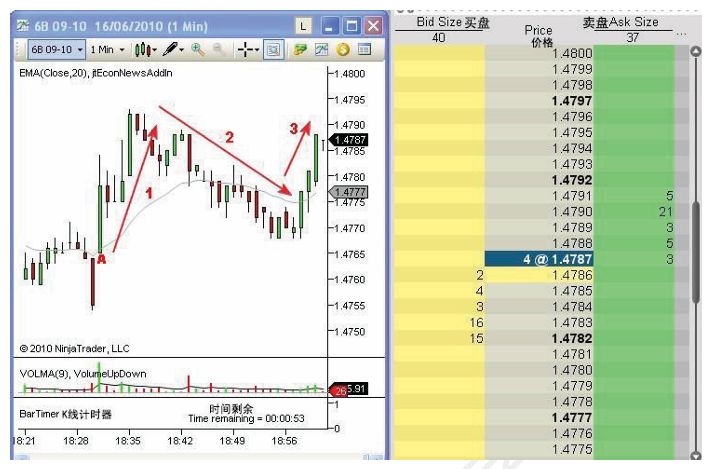 6B 09-10 16/06/2010 (1 Min)
L
6B 09-10
1 Min
EMA(Close,20), jtEconNewsAddIn
1.4800
1.4795
1.4790
1.4787
1.4785
1.4777
1.4775
1.4770
1.4765
1.4760
1.4755
1.4750
A
1
2
3
© 2010 NinjaTrader, LLC
VOLMA(9), VolumeUpDown
26
5.91
BarTimer K线计时器
时间剩余
Time remaining = 00:00:53
1
0
18:21 18:28 18:35 18:42 18:49 18:56
Bid Size 买盘
Price
价格
卖盘 Ask Size
40
37
1.4800
1.4799
1.4798
1.4797
1.4796
1.4795
1.4794
1.4793
1.4792
1.4791 5
1.4790 21
1.4789 3
1.4788 5
4 @ 1.4787 3
2 1.4786
4 1.4785
3 1.4784
16 1.4783
15 1.4782
1.4781
1.4780
1.4779
1.4778
1.4777
1.4776
1.4775